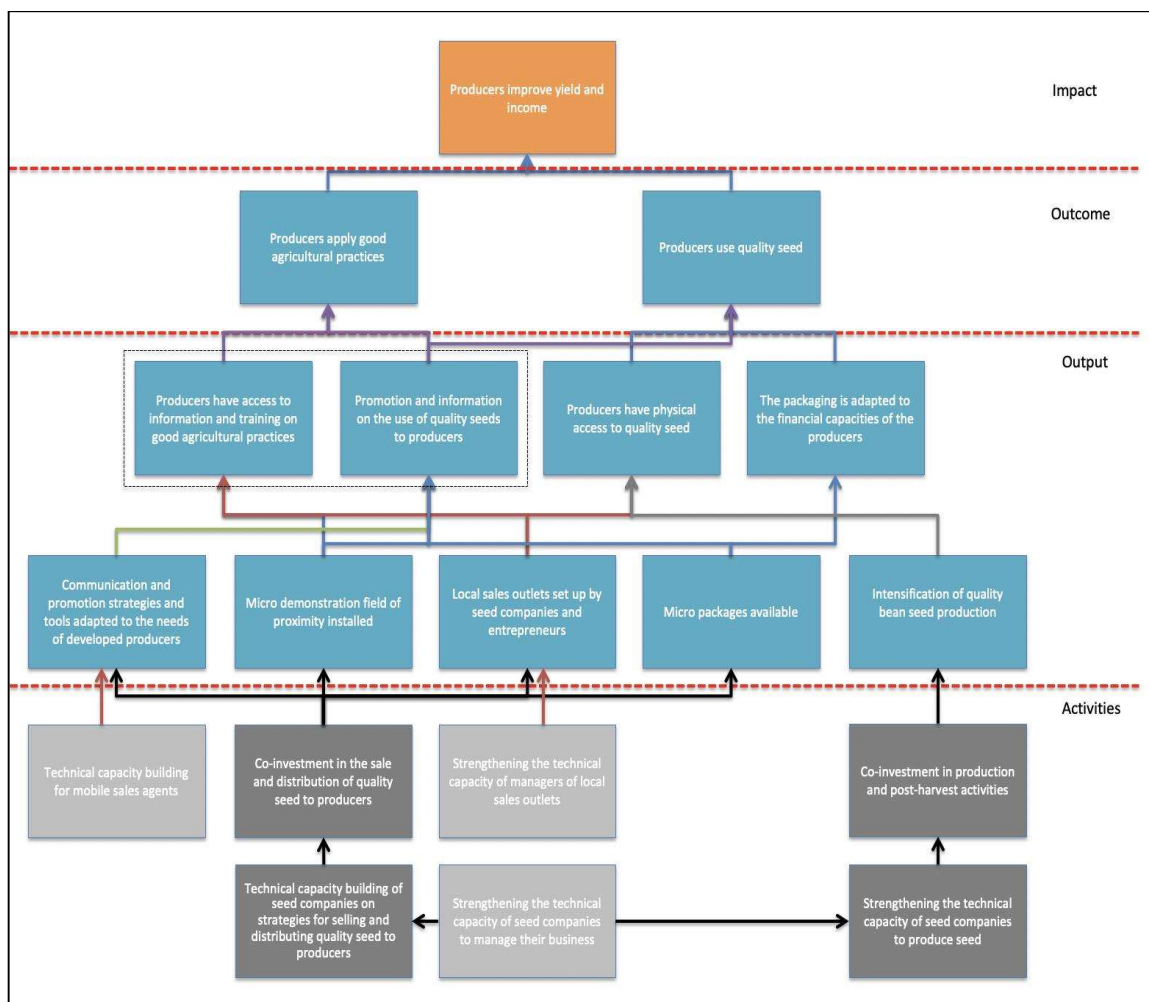 Producers improve yield and
income
Impact
Producers apply good
agricultural practices
Producers use quality seed
Outcome
Producers have access to
information and training on
good agricultural practices
Promotion and information
on the use of quality seeds
to producers
Producers have physical
access to quality seed
The packaging is adapted to
the financial capacities of the
producers
Output
Communication and
promotion strategies and
tools adapted to the needs
of developed producers
Micro demonstration field of
proximity installed
Local sales outlets set up by
seed companies and
entrepreneurs
Micro packages available
Intensification of quality
bean seed production
Activities
Technical capacity building
for mobile sales agents
Co-investment in the sale
and distribution of quality
seed to producers
Strengthening the technical
capacity of managers of local
sales outlets
Co-investment in production
and post-harvest activities
Technical capacity building of
seed companies on
strategies for selling and
distributing quality seed to
producers
Strengthening the technical
capacity of seed companies
to manage their business
Strengthening the technical
capacity of seed companies
to produce seed